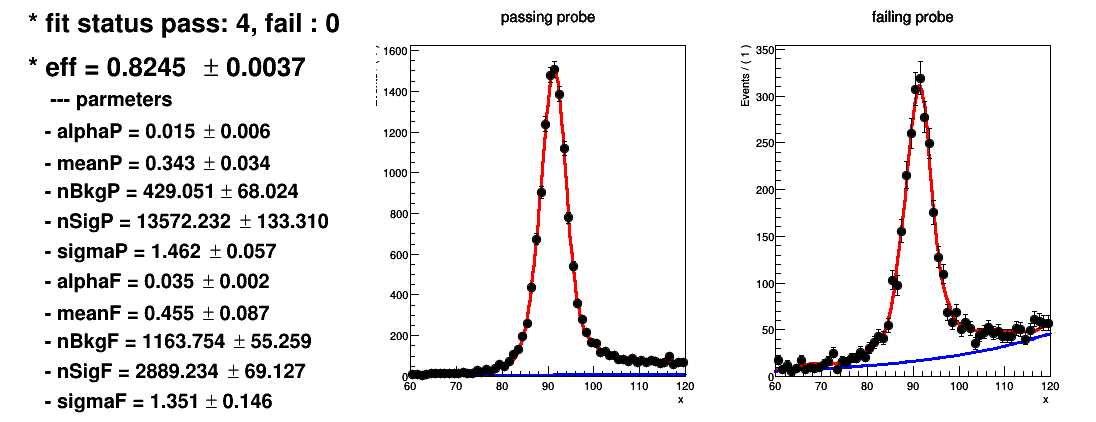 * fit status pass: 4, fail : 0
* eff = 0.8245 ± 0.0037
--- parmeters
- alphaP = 0.015 ± 0.006
- meanP = 0.343 ± 0.034
- nBkgP = 429.051 ± 68.024
- nSigP = 13572.232 ± 133.310
- sigmaP = 1.462 ± 0.057
- alphaF = 0.035 ± 0.002
- meanF = 0.455 ± 0.087
- nBkgF = 1163.754 ± 55.259
- nSigF = 2889.234 ± 69.127
- sigmaF = 1.351 ± 0.146
passing probe
1600
1400
1200
1000
800
600
400
200
0
60 70 80 90 100 110 120
x
failing probe
Events / ( 1 )
350
300
250
200
150
100
50
0
60 70 80 90 100 110 120
x